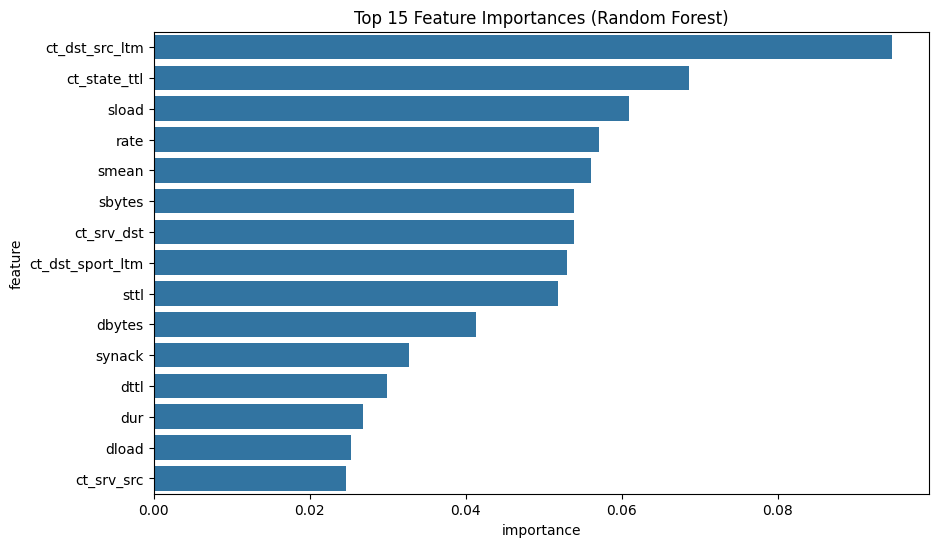 Top 15 Feature Importances (Random Forest)
ct_dst_src_ltm
ct_state_ttl
sload
rate
smean
sbytes
ct_srv_dst
ct_dst_sport_ltm
sttl
dbytes
synack
dttl
dur
dload
ct_srv_src
feature
0.00 0.02 0.04 0.06 0.08
importance